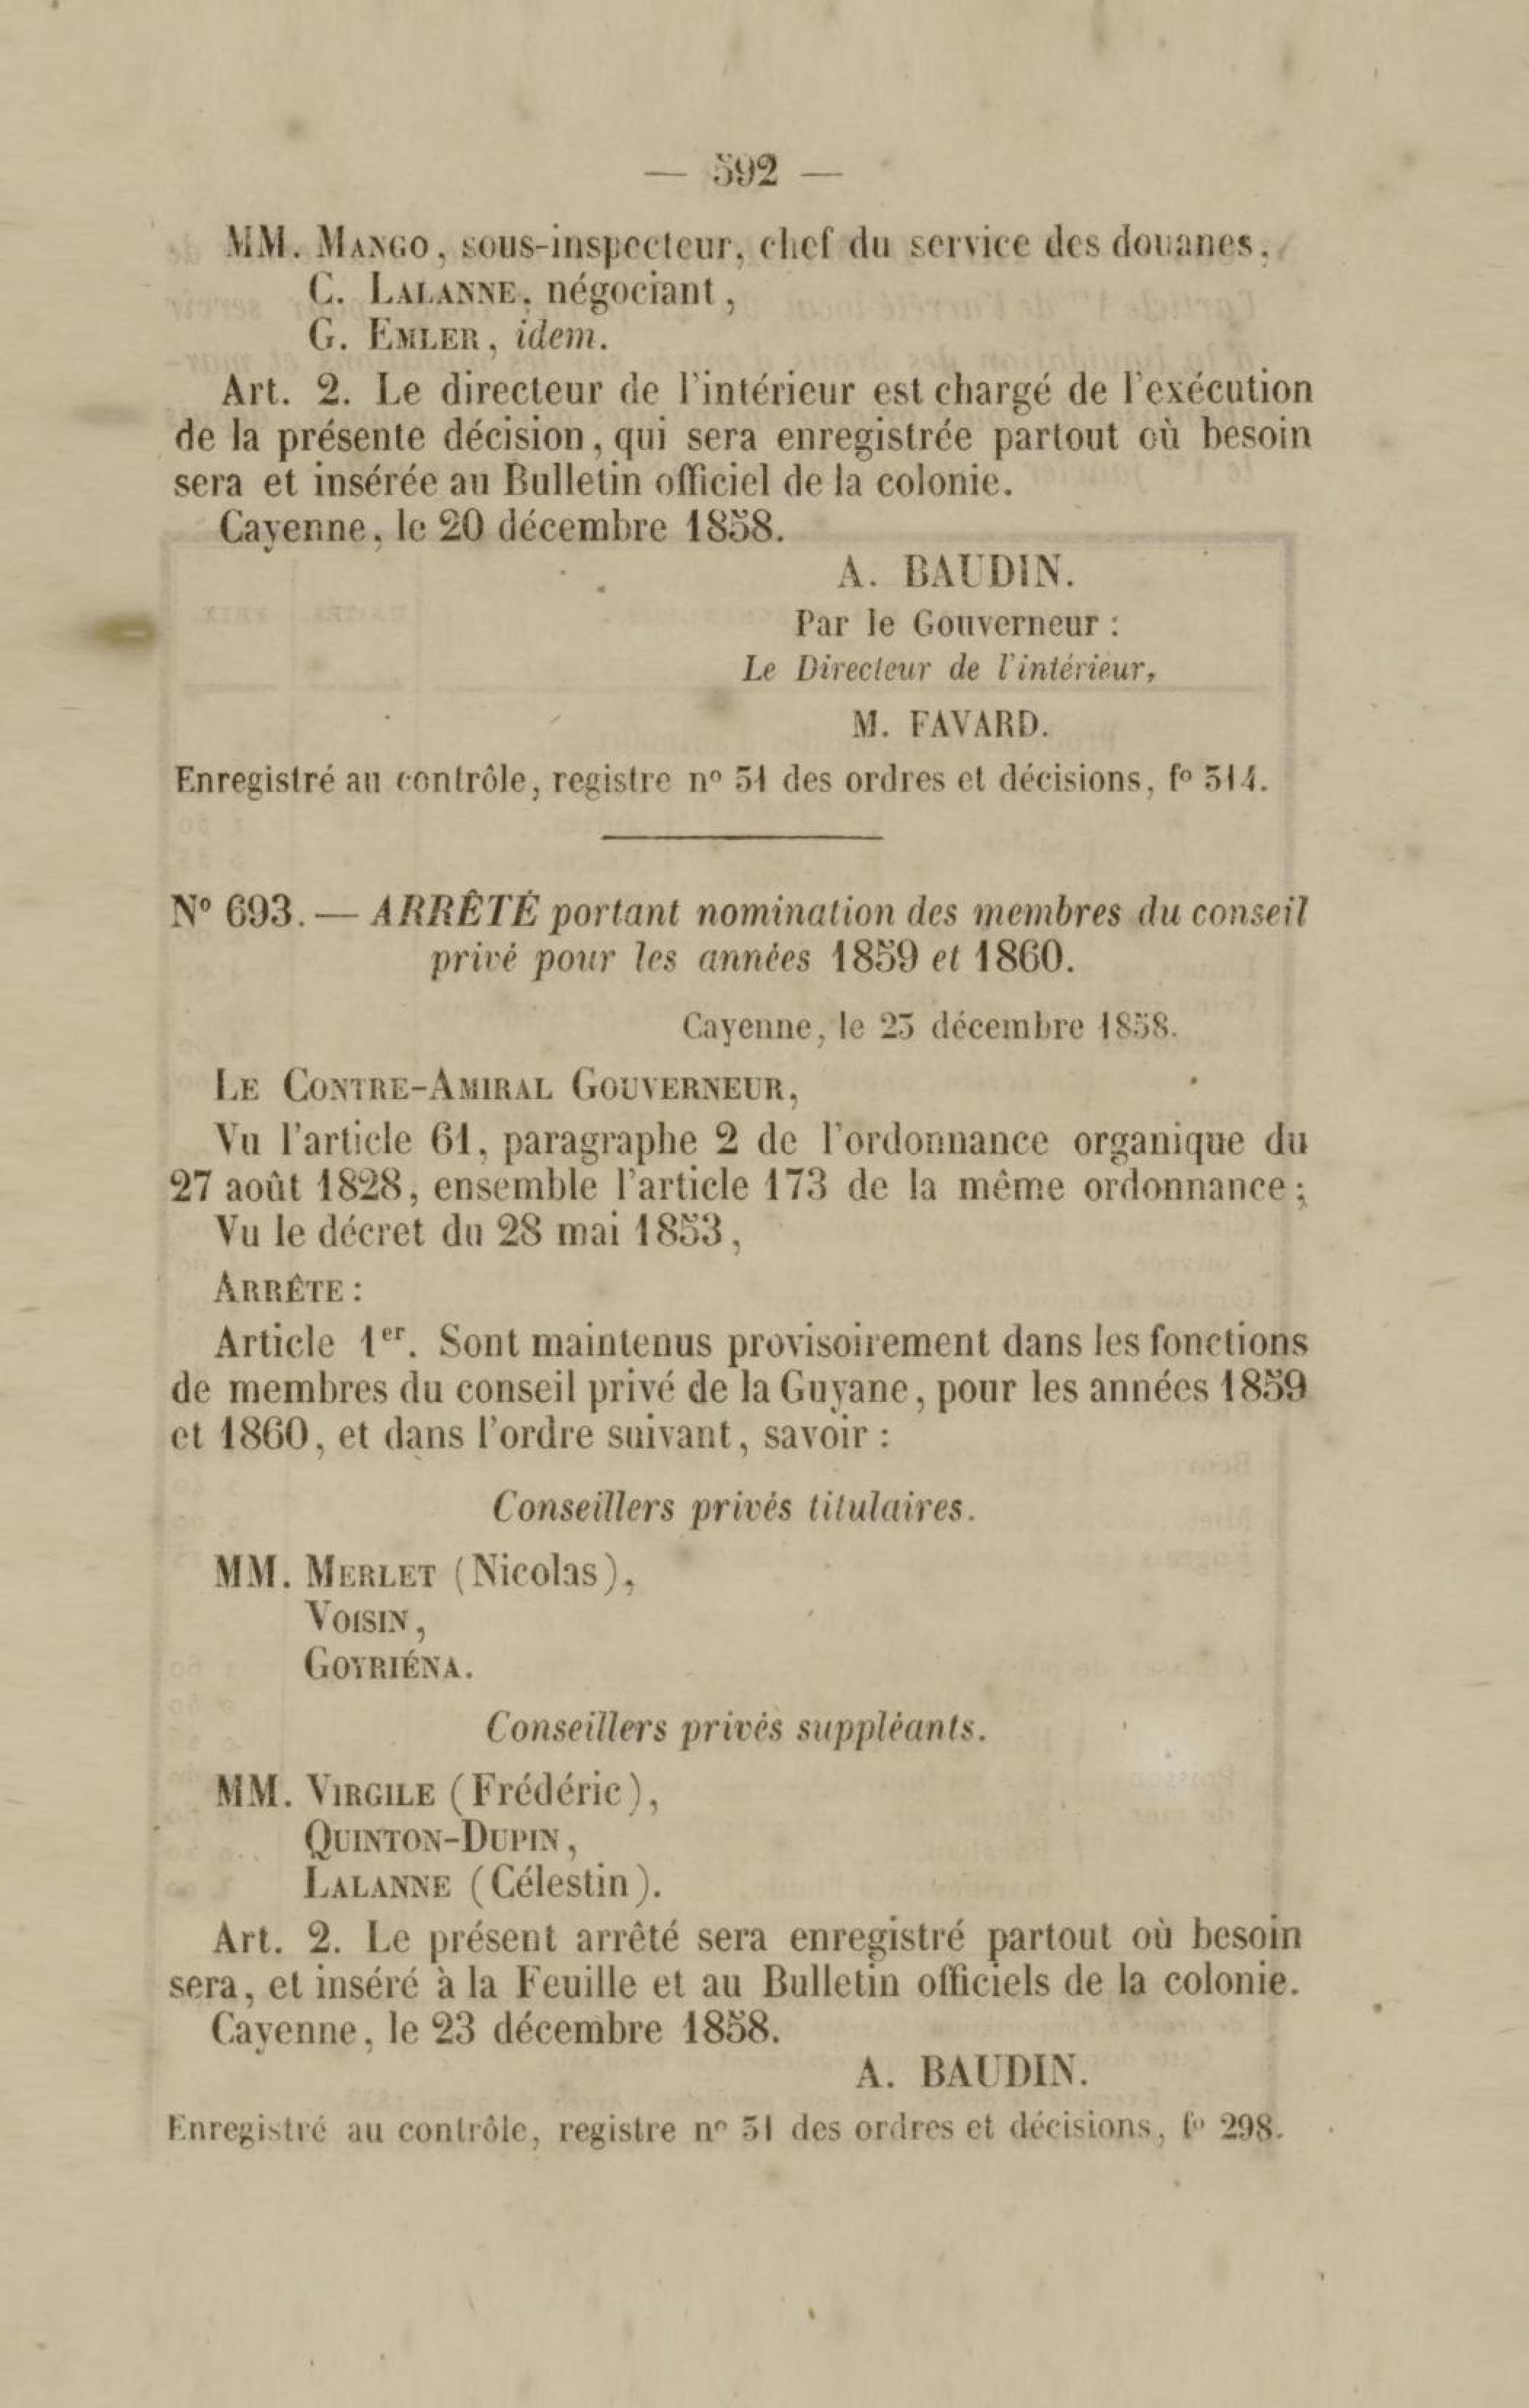 — 592 —
MM. MANGO, sous-inspecteur, chef du service des douanes,
C. LALANNE, négociant,
G. EMLER, idem.
Art. 2. Le directeur de l'intérieur est chargé de l'exécution
de la présente décision, qui sera enregistrée partout où besoin
sera et insérée au Bulletin officiel de la colonie.
Cayenne, le 20 décembre 1858.
A. BAUDIN.
Par le Gouverneur :
Le Directeur de l'intérieur,
M. FAVARD.
Enregistré au contrôle, registre nº 51 des ordres et décisions, fº 314.
Nº 693. — ARRÊTÉ portant nomination des membres du conseil
privé pour les années 1859 et 1860.
Cayenne, le 23 décembre 1858.
LE CONTRE-AMIRAL GOUVERNEUR,
Vu l'article 61, paragraphe 2 de l'ordonnance organique du
27 août 1828, ensemble l'article 173 de la même ordonnance;
Vu le décret du 28 mai 1853,
ARRÊTE :
Article 1er. Sont maintenus provisoirement dans les fonctions
de membres du conseil privé de la Guyane, pour les années 1859
et 1860, et dans l'ordre suivant, savoir :
Conseillers privés titulaires.
MM. MERLET (Nicolas),
VOISIN,
GOYRIÉNA.
Conseillers privés suppléants.
MM. VIRGILE (Frédéric),
QUINTON-DUPIN,
LALANNE (Célestin).
Art. 2. Le présent arrêté sera enregistré partout où besoin
sera, et inséré à la Feuille et au Bulletin officiels de la colonie.
Cayenne, le 23 décembre 1858.
A. BAUDIN.
Enregistré au contrôle, registre nº 51 des ordres et décisions, fº 298.